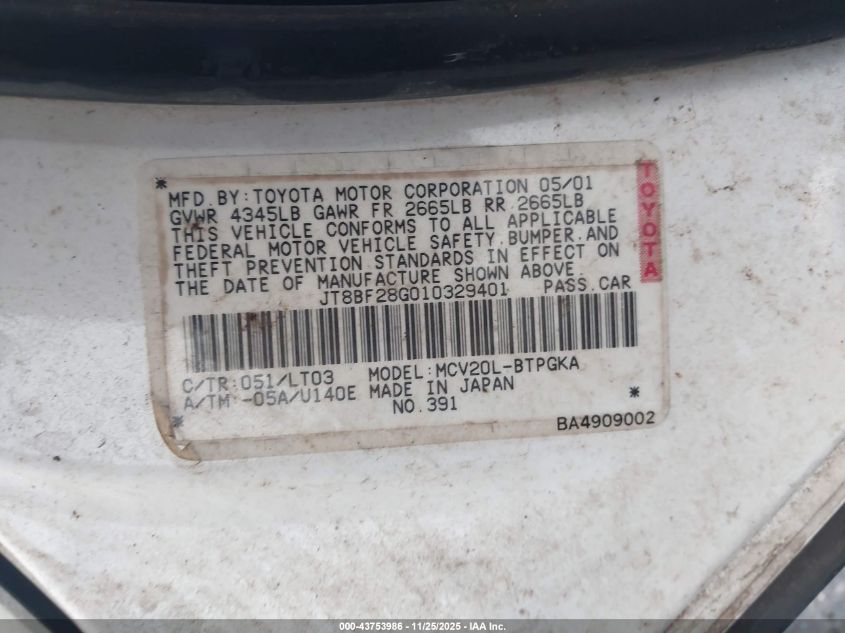 MFD. BY: TOYOTA MOTOR CORPORATION 05/01
GVWR 4345LB GAWR FR 2665LB RR 2665LB
THIS VEHICLE CONFORMS TO ALL APPLICABLE
FEDERAL MOTOR VEHICLE SAFETY, BUMPER, AND
THEFT PREVENTION STANDARDS IN EFFECT ON
THE DATE OF MANUFACTURE SHOWN ABOVE.
JT8BF28G010329401 PASS. CAR
C/TR: 051/LT03 MODEL: MCV20L-BTPGKA
A/TM: -05A/U140E MADE IN JAPAN
NO. 391
BA4909002
TOYOTA
000-43753986 - 11/25/2025 - IAA Inc.